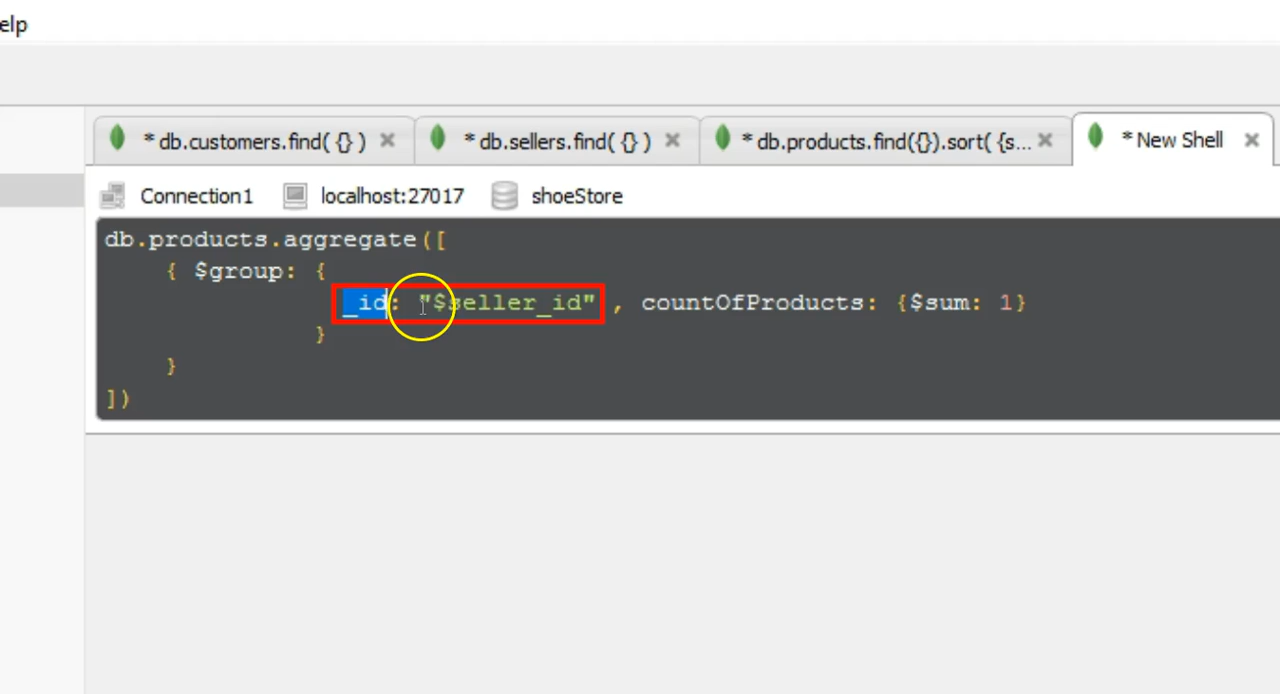 elp
* db.customers.find( {} )
* db.sellers.find( {} )
* db.products.find({}).sort( {s...
* New Shell
Connection1 localhost:27017 shoeStore
db.products.aggregate([
{ $group: {
_id: "$seller_id" , countOfProducts: {$sum: 1}
}
}
])